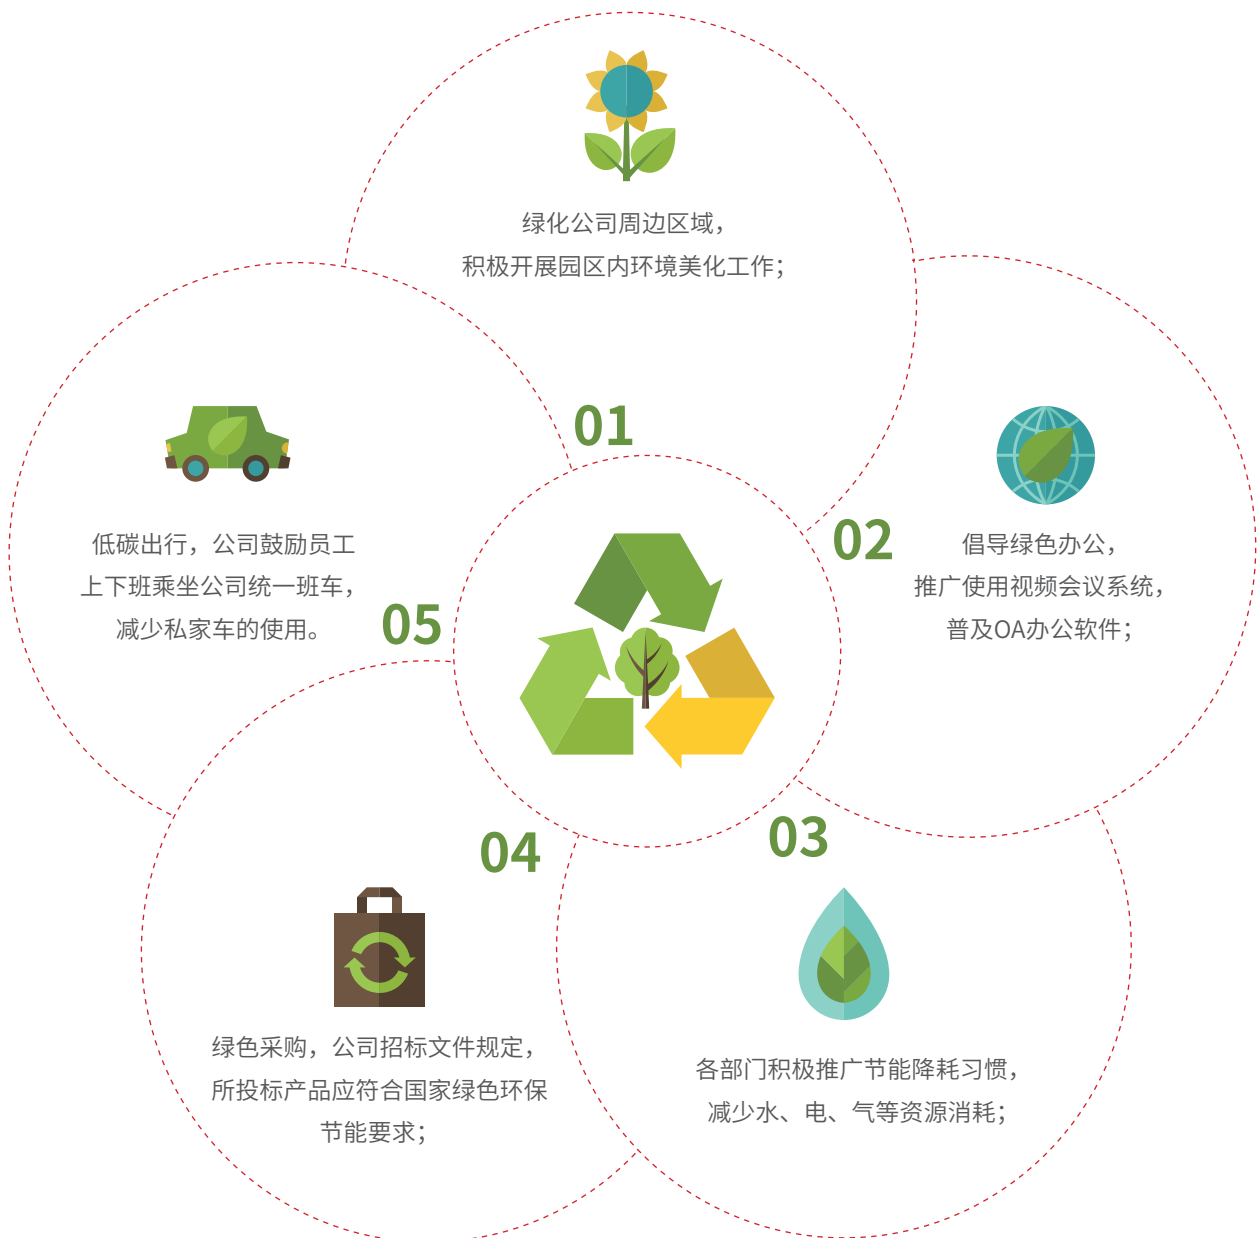 绿化公司周边区域，
积极开展园区内环境美化工作；
01
02
倡导绿色办公，
推广使用视频会议系统，
普及OA办公软件；
03
各部门积极推广节能降耗习惯，
减少水、电、气等资源消耗；
04
绿色采购，公司招标文件规定，
所投标产品应符合国家绿色环保
节能要求；
05
低碳出行，公司鼓励员工
上下班乘坐公司统一班车，
减少私家车的使用。